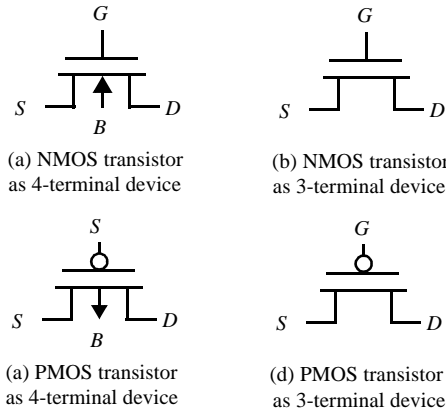 G
G
S
D
B
S
D
(a) NMOS transistor
as 4-terminal device
(b) NMOS transistor
as 3-terminal device
S
G
S
D
B
S
D
(a) PMOS transistor
as 4-terminal device
(d) PMOS transistor
as 3-terminal device